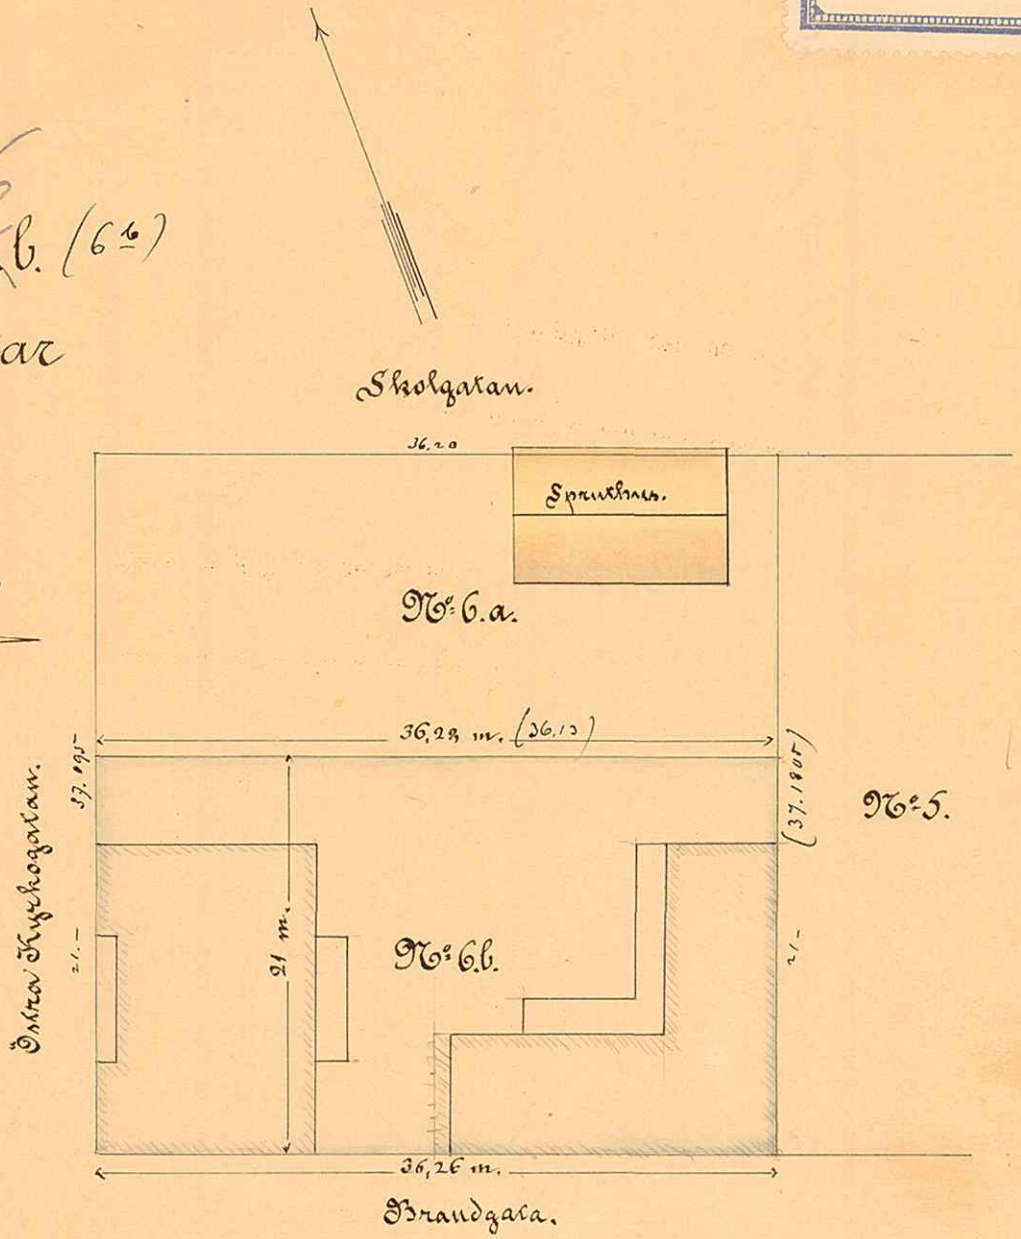 b. (6 b)
ar
Skolgatan.
36,20
Spruthus.
No: 6.a.
36,23 m. (36.13)
37.095
(37.1805)
No: 5.
Östra Kyrkogatan.
21.-
21 m.
No: 6.b.
21-
36,26 m.
Brandgata.